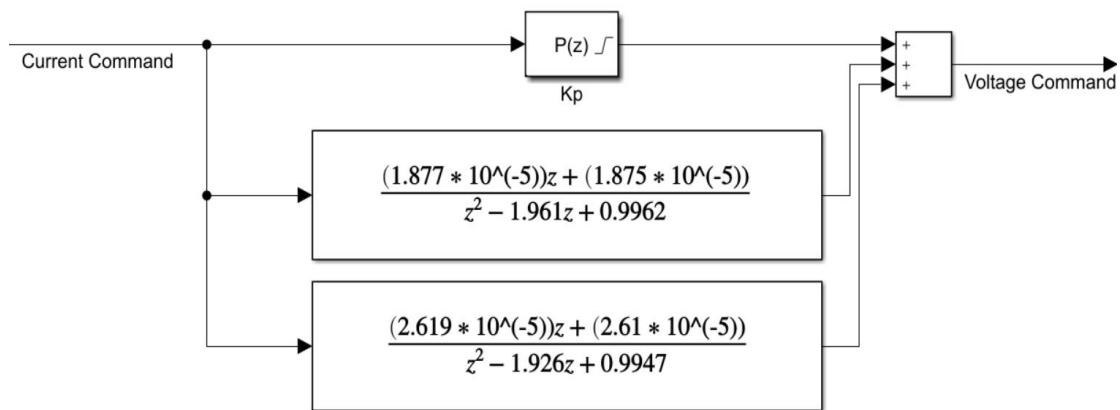 Current Command
P(z)
Kp
+
+
+
Voltage Command
(1.877 * 10^(-5))z + (1.875 * 10^(-5))
z² − 1.961z + 0.9962
(2.619 * 10^(-5))z + (2.61 * 10^(-5))
z² − 1.926z + 0.9947